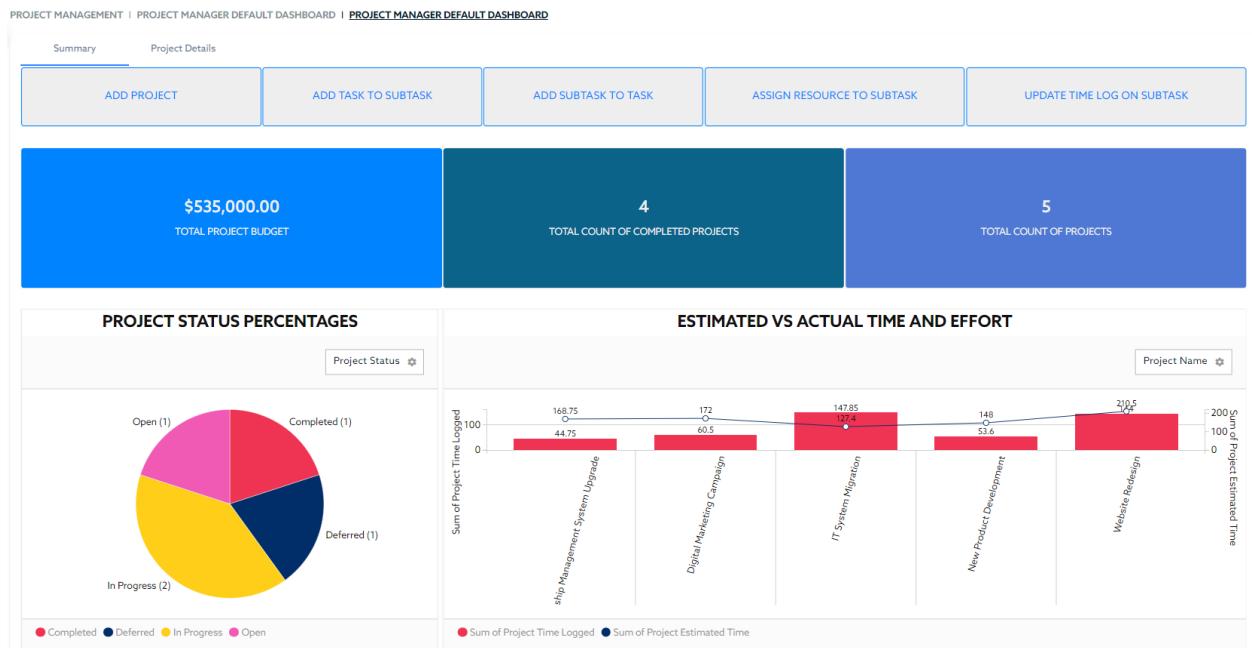 PROJECT MANAGEMENT | PROJECT MANAGER DEFAULT DASHBOARD | PROJECT MANAGER DEFAULT DASHBOARD
Summary Project Details
ADD PROJECT ADD TASK TO SUBTASK ADD SUBTASK TO TASK ASSIGN RESOURCE TO SUBTASK UPDATE TIME LOG ON SUBTASK
$535,000.00 4 5
TOTAL PROJECT BUDGET TOTAL COUNT OF COMPLETED PROJECTS TOTAL COUNT OF PROJECTS
PROJECT STATUS PERCENTAGES
Project Status
Open (1)
Completed (1)
Deferred (1)
In Progress (2)
Completed Deferred In Progress Open
ESTIMATED VS ACTUAL TIME AND EFFORT
Project Name
Sum of Project Time Logged
100
0
168.75 172 127.4 148 210.5
44.75 60.5 147.85 53.6
200
100
0
Sum of Project Estimated Time
ship Management System Upgrade
Digital Marketing Campaign
IT System Migration
New Product Development
Website Redesign
Sum of Project Time Logged Sum of Project Estimated Time